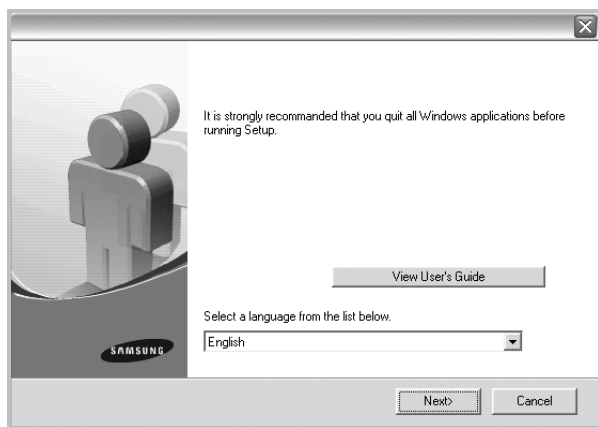 It is strongly recommanded that you quit all Windows applications before
running Setup.
View User's Guide
Select a language from the list below.
English
SAMSUNG
Next>
Cancel